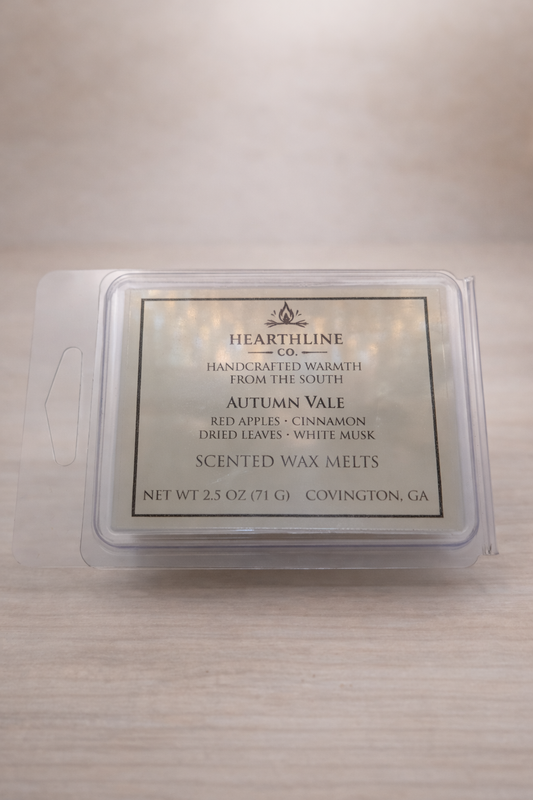 HEARTHLINE
CO.
HANDCRAFTED WARMTH
FROM THE SOUTH
AUTUMN VALE
RED APPLES · CINNAMON
DRIED LEAVES · WHITE MUSK
SCENTED WAX MELTS
NET WT 2.5 OZ (71 G) COVINGTON, GA